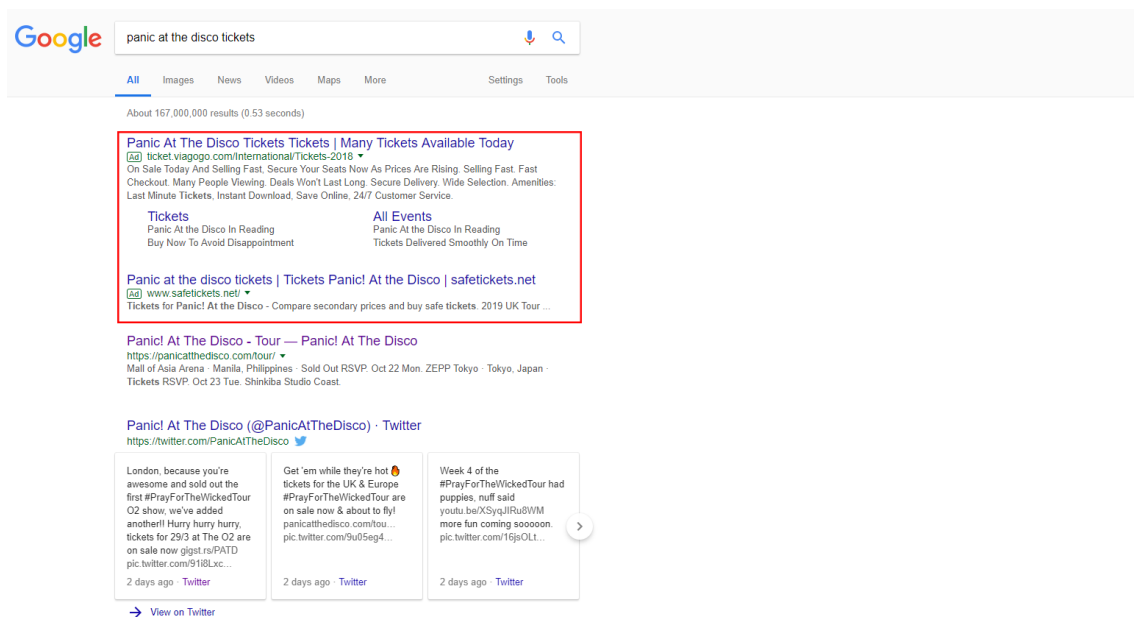 Google
panic at the disco tickets
All Images News Videos Maps More Settings Tools
About 167,000,000 results (0.53 seconds)
Panic At The Disco Tickets Tickets | Many Tickets Available Today
Ad ticket.viagogo.com/International/Tickets-2018
On Sale Today And Selling Fast, Secure Your Seats Now As Prices Are Rising. Selling Fast. Fast
Checkout. Many People Viewing. Deals Won't Last Long. Secure Delivery. Wide Selection. Amenities:
Last Minute Tickets, Instant Download, Save Online, 24/7 Customer Service.
Tickets
Panic At the Disco In Reading
Buy Now To Avoid Disappointment
All Events
Panic At the Disco In Reading
Tickets Delivered Smoothly On Time
Panic at the disco tickets | Tickets Panic! At the Disco | safetickets.net
Ad www.safetickets.net/
Tickets for Panic! At the Disco - Compare secondary prices and buy safe tickets. 2019 UK Tour ...
Panic! At The Disco - Tour — Panic! At The Disco
https://panicatthedisco.com/tour/
Mall of Asia Arena · Manila, Philippines · Sold Out RSVP. Oct 22 Mon. ZEPP Tokyo · Tokyo, Japan ·
Tickets RSVP. Oct 23 Tue. Shinkiba Studio Coast.
Panic! At The Disco (@PanicAtTheDisco) · Twitter
https://twitter.com/PanicAtTheDisco
London, because you're
awesome and sold out the
first #PrayForTheWickedTour
O2 show, we've added
another!! Hurry hurry hurry,
tickets for 29/3 at The O2 are
on sale now gigst.rs/PATD
pic.twitter.com/91i8Lxc...
2 days ago · Twitter
Get 'em while they're hot 🔥
tickets for the UK & Europe
#PrayForTheWickedTour are
on sale now & about to fly!
panicatthedisco.com/tou...
pic.twitter.com/9u05eg4...
2 days ago · Twitter
Week 4 of the
#PrayForTheWickedTour had
puppies, nuff said
youtu.be/XSyqJIRu8WM
more fun coming sooooon.
pic.twitter.com/16jsOLt...
2 days ago · Twitter
View on Twitter